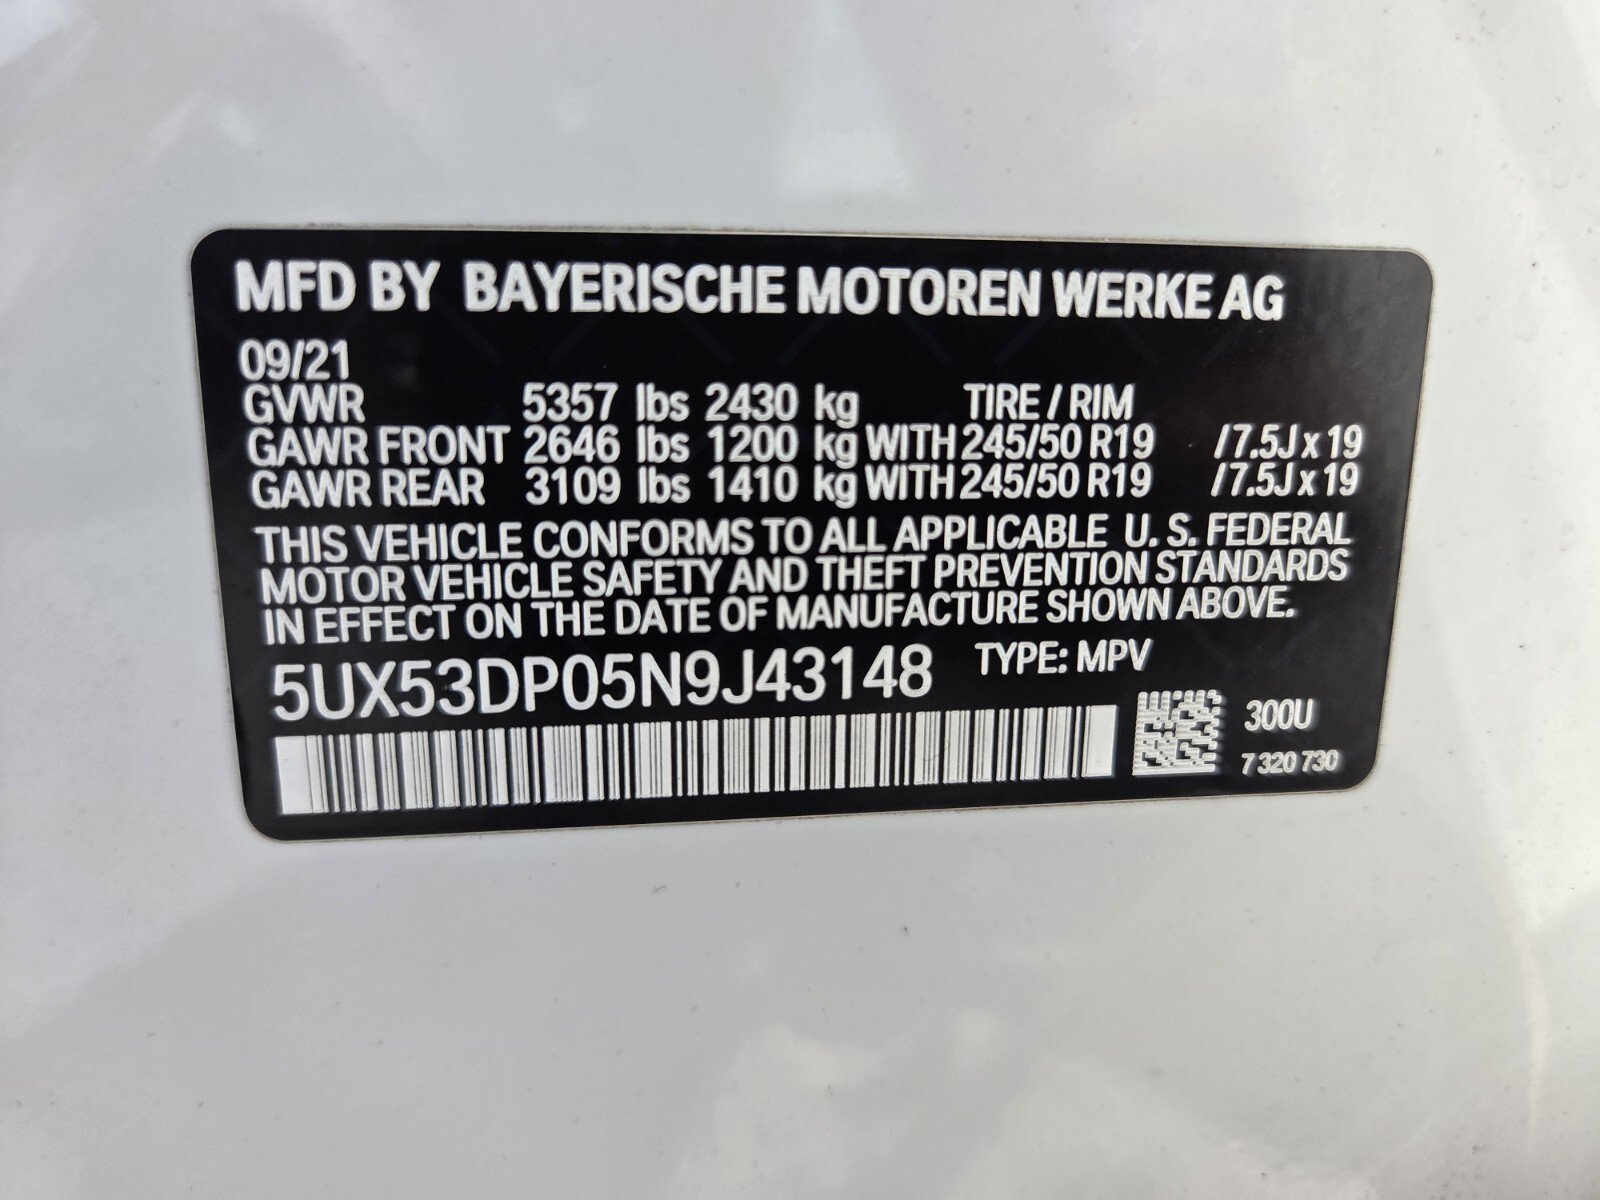 MFD BY BAYERISCHE MOTOREN WERKE AG
09/21
GVWR 5357 lbs 2430 kg TIRE / RIM
GAWR FRONT 2646 lbs 1200 kg WITH 245/50 R19 /7.5J x 19
GAWR REAR 3109 lbs 1410 kg WITH 245/50 R19 /7.5J x 19
THIS VEHICLE CONFORMS TO ALL APPLICABLE U. S. FEDERAL
MOTOR VEHICLE SAFETY AND THEFT PREVENTION STANDARDS
IN EFFECT ON THE DATE OF MANUFACTURE SHOWN ABOVE.
5UX53DP05N9J43148 TYPE: MPV
300U
7 320 730